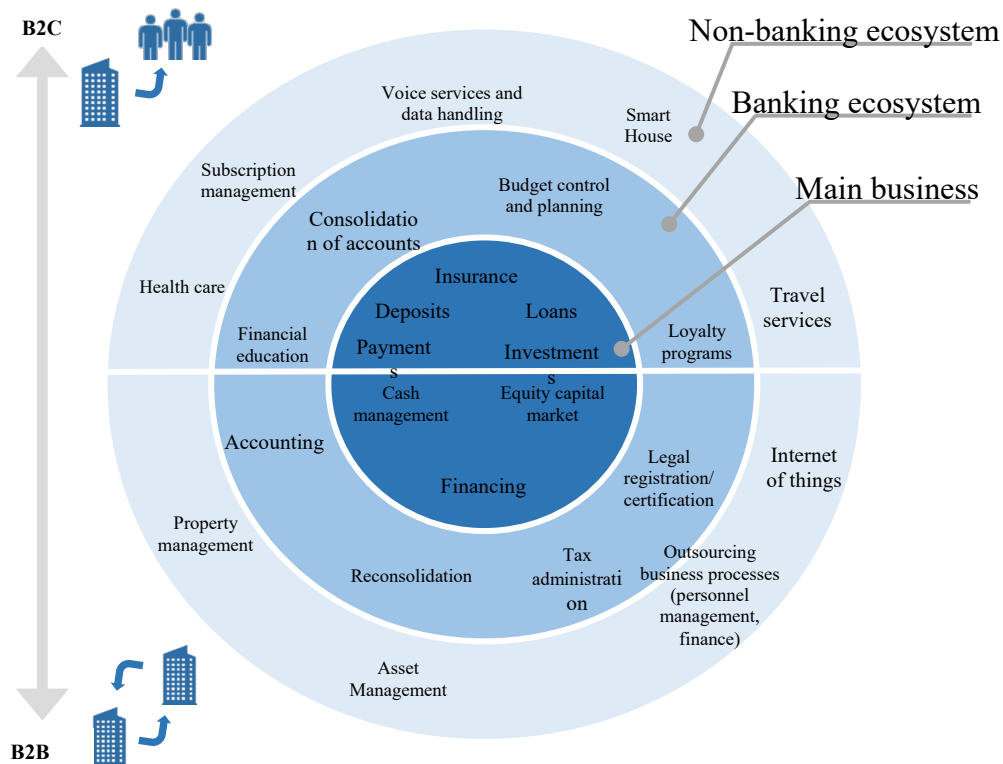 B2C
Non-banking ecosystem
Banking ecosystem
Main business
Voice services and
data handling
Smart
House
Subscription
management
Budget control
and planning
Consolidatio
n of accounts
Health care
Insurance
Deposits
Loans
Travel
services
Financial
education
Payment
s
Investment
s
Loyalty
programs
Cash
management
Equity capital
market
Accounting
Legal
registration/
certification
Internet
of things
Financing
Property
management
Reconsolidation
Tax
administrati
on
Outsourcing
business processes
(personnel
management,
finance)
Asset
Management
B2B